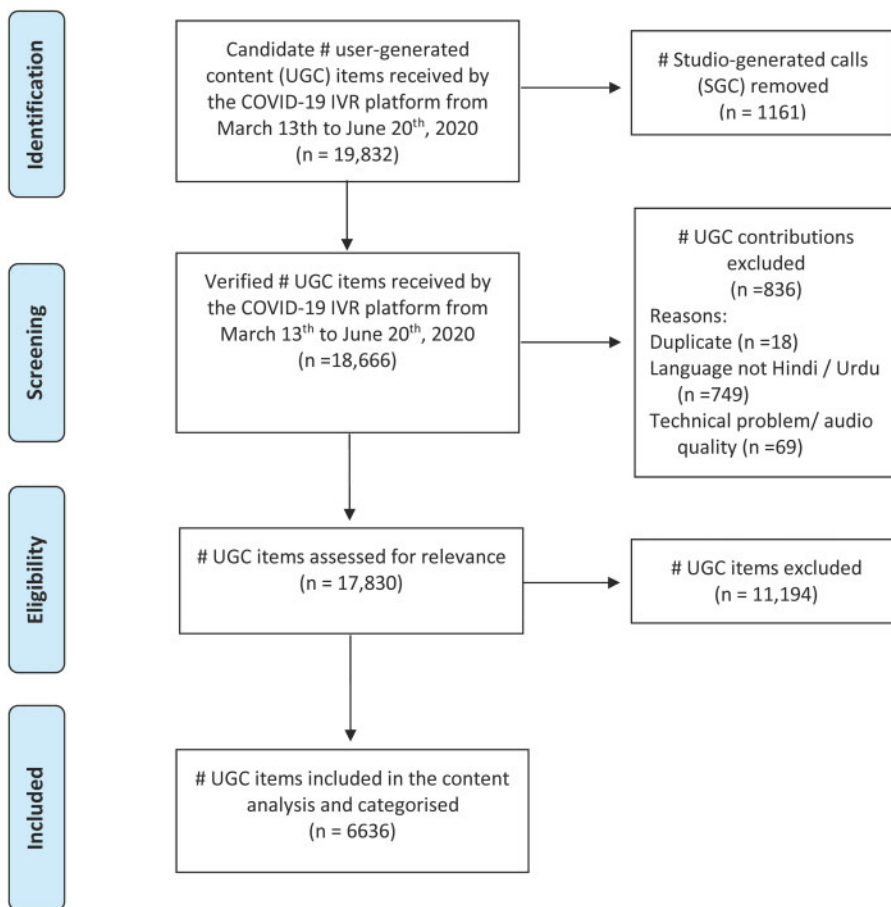 Identification
Candidate # user-generated
content (UGC) items received by
the COVID-19 IVR platform from
March 13th to June 20th, 2020
(n = 19,832)
# Studio-generated calls
(SGC) removed
(n = 1161)
Screening
Verified # UGC items received by
the COVID-19 IVR platform from
March 13th to June 20th, 2020
(n =18,666)
# UGC contributions
excluded
(n =836)
Reasons:
Duplicate (n =18)
Language not Hindi / Urdu
(n =749)
Technical problem/ audio
quality (n =69)
Eligibility
# UGC items assessed for relevance
(n = 17,830)
# UGC items excluded
(n = 11,194)
Included
# UGC items included in the content
analysis and categorised
(n = 6636)